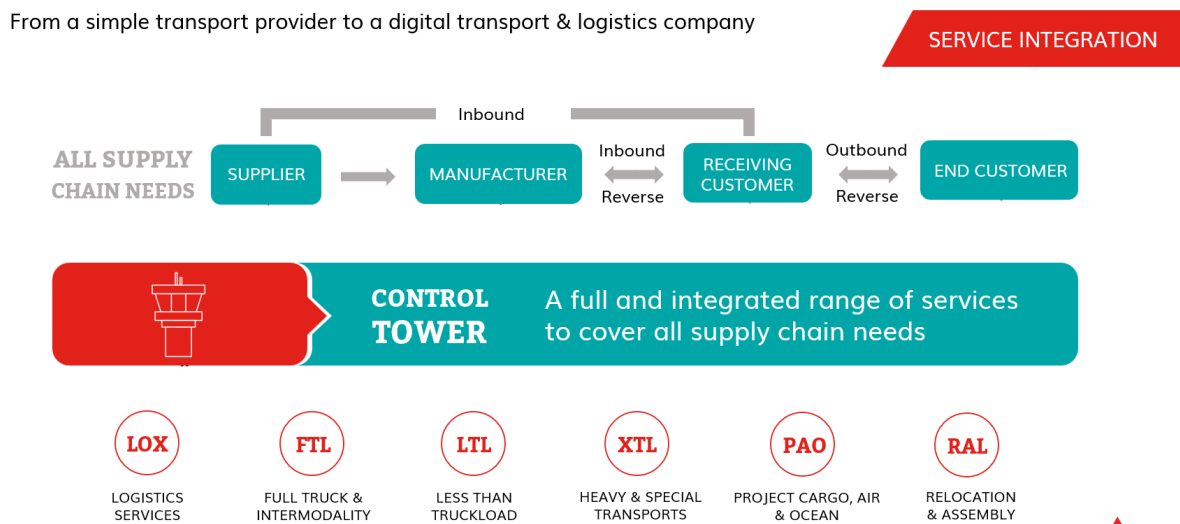 From a simple transport provider to a digital transport & logistics company
SERVICE INTEGRATION
Inbound
ALL SUPPLY
CHAIN NEEDS
SUPPLIER
MANUFACTURER
Inbound
Reverse
RECEIVING
CUSTOMER
Outbound
Reverse
END CUSTOMER
CONTROL
TOWER
A full and integrated range of services
to cover all supply chain needs
LOX
LOGISTICS
SERVICES
FTL
FULL TRUCK &
INTERMODALITY
LTL
LESS THAN
TRUCKLOAD
XTL
HEAVY & SPECIAL
TRANSPORTS
PAO
PROJECT CARGO, AIR
& OCEAN
RAL
RELOCATION
& ASSEMBLY